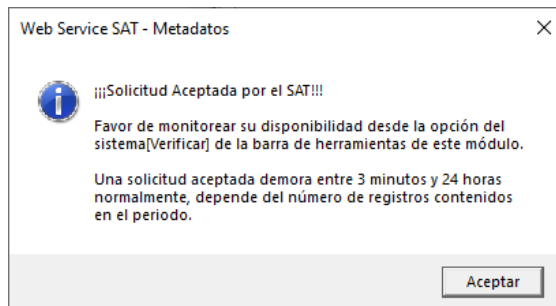 Web Service SAT - Metadatos
¡¡¡Solicitud Aceptada por el SAT!!!
Favor de monitorear su disponibilidad desde la opción del
sistema[Verificar] de la barra de herramientas de este módulo.
Una solicitud aceptada demora entre 3 minutos y 24 horas
normalmente, depende del número de registros contenidos
en el periodo.
Aceptar